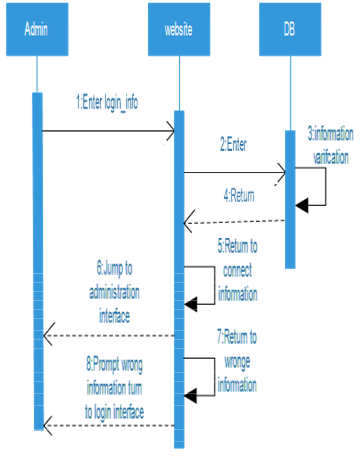 Admin
website
DB
1:Enter login_info
2:Enter
3:information
varifcation
4:Return
5:Return to
connect
information
6:Jump to
administration
interface
7:Return to
wronge
information
8:Prompt wrong
information turn
to login interface